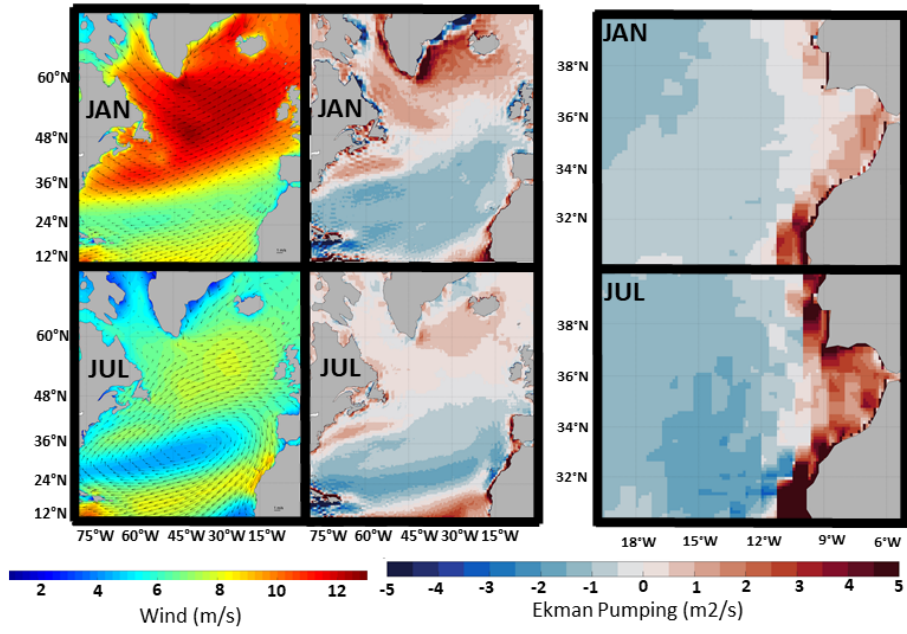 JAN
JAN
JAN
60°N
48°N
36°N
24°N
12°N
38°N
36°N
34°N
32°N
JUL
JUL
JUL
60°N
48°N
36°N
24°N
12°N
38°N
36°N
34°N
32°N
75°W 60°W 45°W 30°W 15°W
75°W 60°W 45°W 30°W 15°W
18°W 15°W 12°W 9°W 6°W
2 4 6 8 10 12
Wind (m/s)
-5 -4 -3 -2 -1 0 1 2 3 4 5
Ekman Pumping (m2/s)